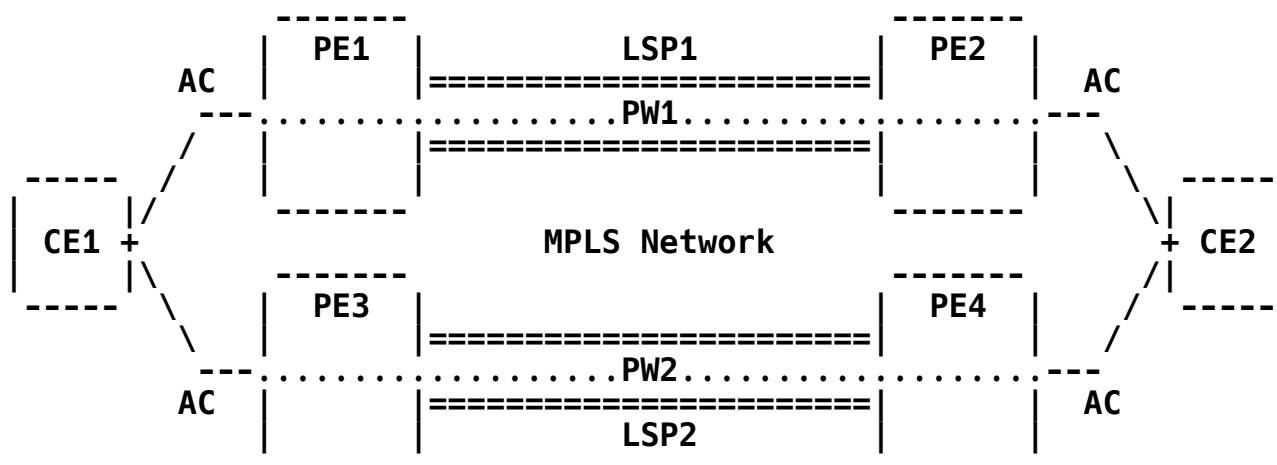 PE1 LSP1 PE2
AC AC
PW1
CE1 MPLS Network CE2
PE3 PE4
PW2
AC AC
LSP2